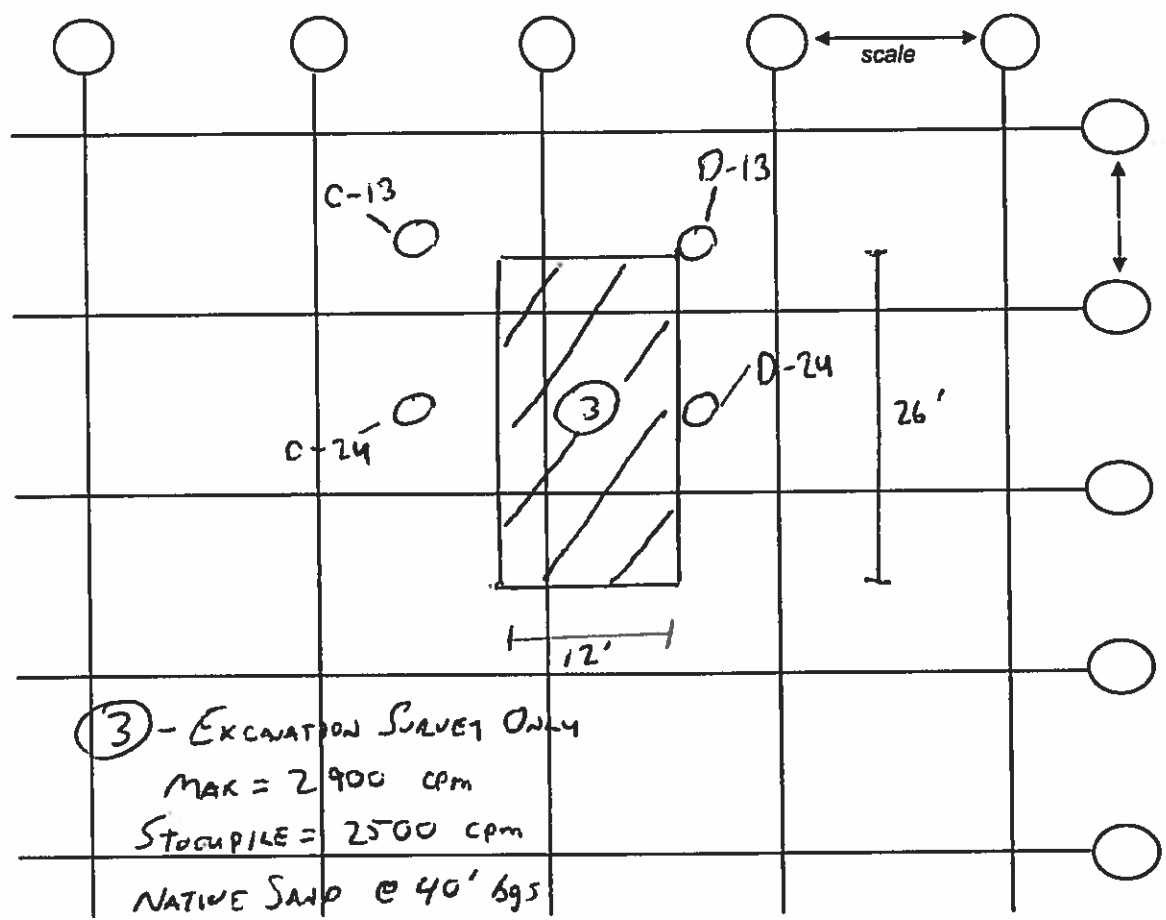 scale
D-13
C-13
D-24
3
26'
C-24
12'
3 - EXCAVATION SURVEY ONLY
MAX = 2900 cpm
STOCKPILE = 2500 cpm
NATIVE SAND @ 40' bgs